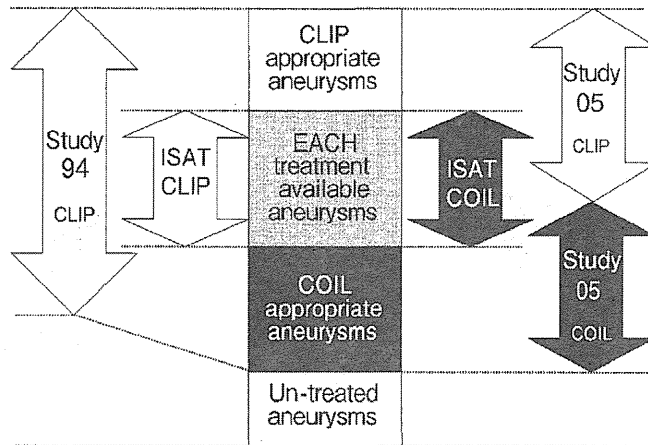 CLIP
appropriate
aneurysms
Study
94
CLIP
ISAT
CLIP
EACH
treatment
available
aneurysms
ISAT
COIL
Study
05
CLIP
COIL
appropriate
aneurysms
Study
05
COIL
Un-treated
aneurysms